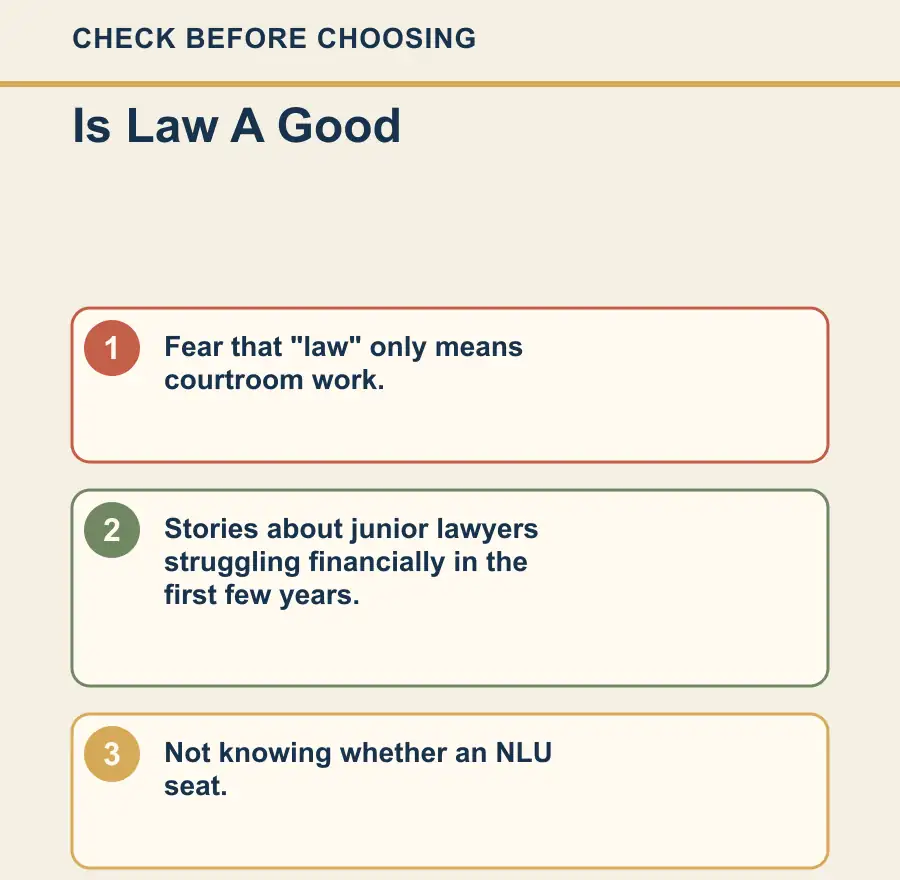 CHECK BEFORE CHOOSING
Is Law A Good
1
Fear that "law" only means
courtroom work.
2
Stories about junior lawyers
struggling financially in the
first few years.
3
Not knowing whether an NLU
seat.